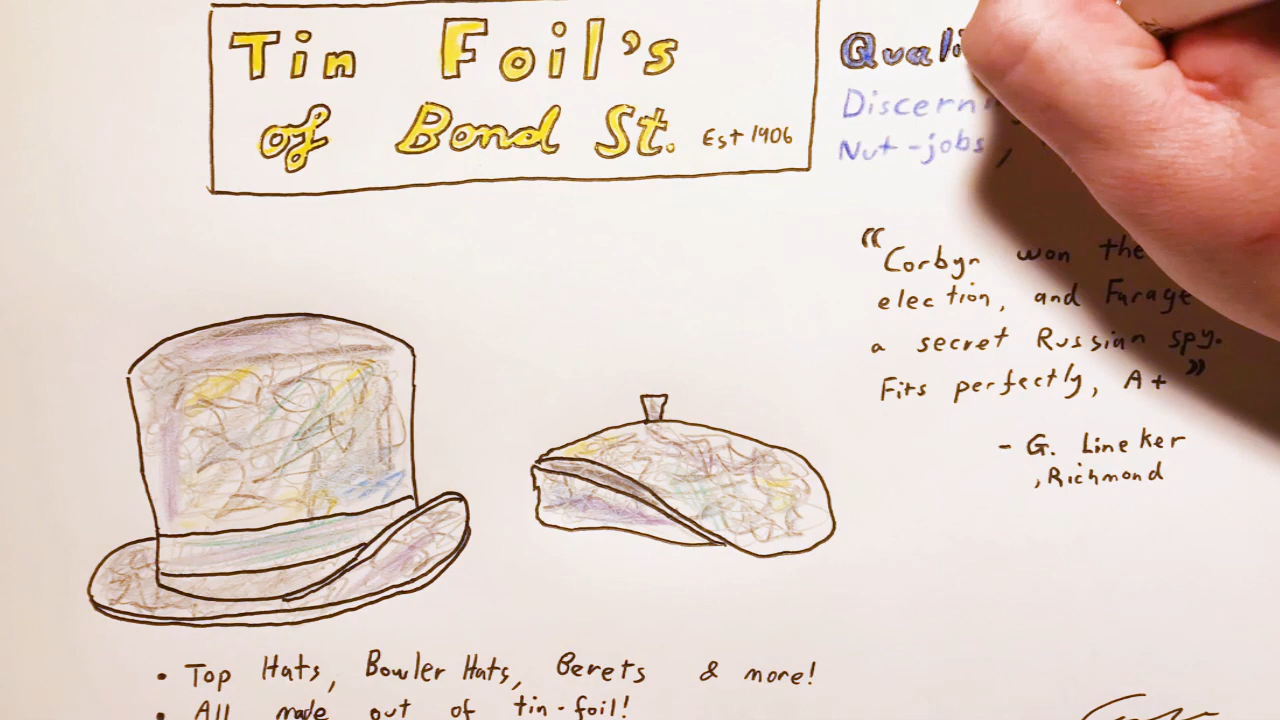 Tin Foil's
of Bond St. Est 1906
Quali
Discern
Nut-jobs,
"Corbyn won the
election, and Farage
a secret Russian spy.
Fits perfectly, A+"
- G. Lineker
, Richmond
• Top Hats, Bowler Hats, Berets & more!
• All made out of tin-foil!